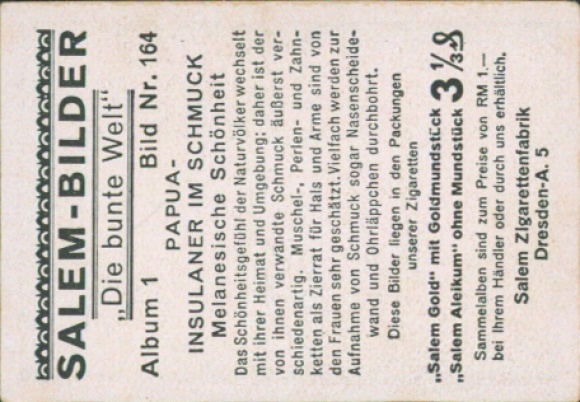 SALEM-BILDER
„Die bunte Welt"
Album 1 Bild Nr. 164
PAPUA-
INSULANER IM SCHMUCK
Melanesische Schönheit
Das Schönheitsgefühl der Naturvölker wechselt
mit ihrer Heimat und Umgebung; daher ist der
von ihnen verwandte Schmuck äußerst ver-
schiedenartig. Muschel-, Perlen- und Zahn-
ketten als Zierrat für Hals und Arme sind von
den Frauen sehr geschätzt. Vielfach werden zur
Aufnahme von Schmuck sogar Nasenscheide-
wand und Ohrläppchen durchbohrt.
Diese Bilder liegen in den Packungen
unserer Zigaretten
„Salem Gold" mit Goldmundstück
„Salem Aleikum" ohne Mundstück 3 1/3 ₰
Sammelalben sind zum Preise von RM 1.—
bei Ihrem Händler oder durch uns erhältlich.
Salem Zigarettenfabrik
Dresden-A. 5